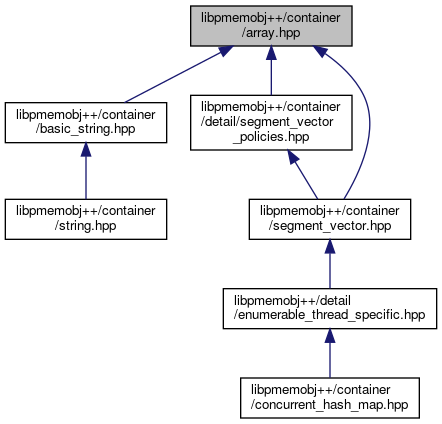 libpmemobj++/container
/array.hpp
libpmemobj++/container
/basic_string.hpp
libpmemobj++/container
/detail/segment_vector
_policies.hpp
libpmemobj++/container
/string.hpp
libpmemobj++/container
/segment_vector.hpp
libpmemobj++/detail
/enumerable_thread_specific.hpp
libpmemobj++/container
/concurrent_hash_map.hpp